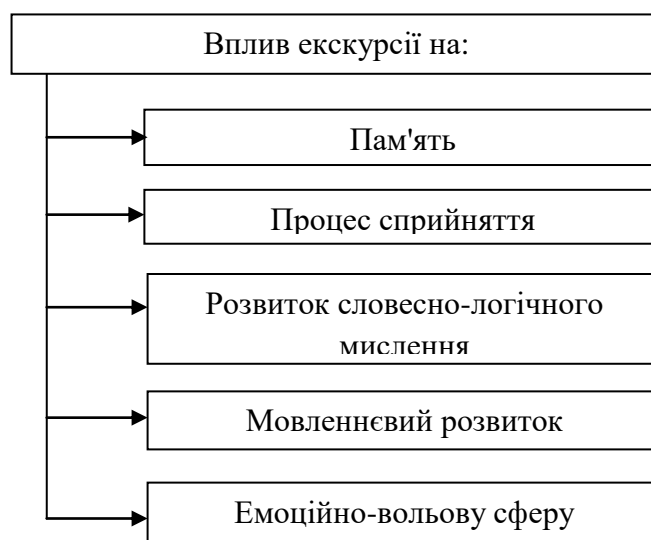 Вплив екскурсії на:
Пам'ять
Процес сприйняття
Розвиток словесно-логічного
мислення
Мовленнєвий розвиток
Емоційно-вольову сферу